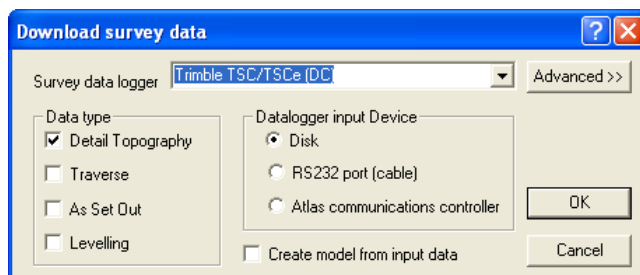 Download survey data
Survey data logger Trimble TSC/TSCe (DC) Advanced >>
Data type
Detail Topography
Traverse
As Set Out
Levelling
Datalogger input Device
Disk
RS232 port (cable)
Atlas communications controller
Create model from input data
OK
Cancel